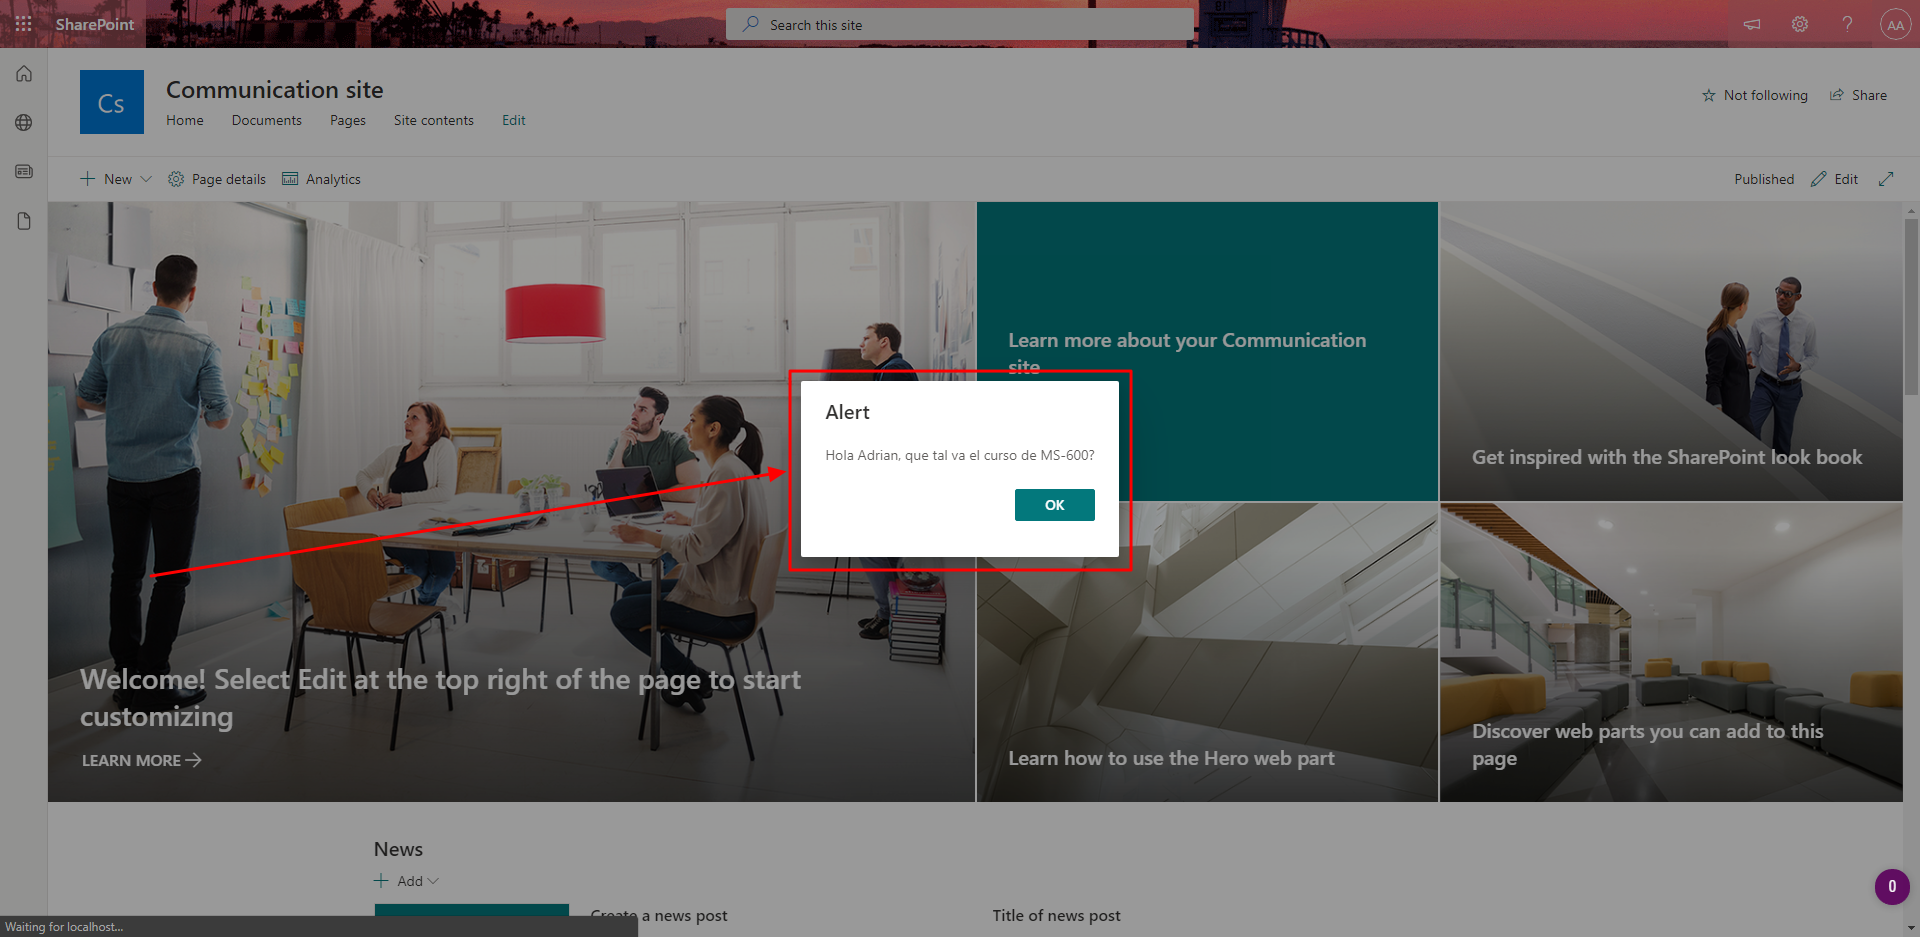 SharePoint
Search this site
AA
Cs
Communication site
Home
Documents
Pages
Site contents
Edit
Not following
Share
New
Page details
Analytics
Published
Edit
Learn more about your Communication
site
Alert
Hola Adrian, que tal va el curso de MS-600?
OK
Get inspired with the SharePoint look book
Welcome! Select Edit at the top right of the page to start
customizing
LEARN MORE
Learn how to use the Hero web part
Discover web parts you can add to this
page
News
Add
Create a news post
Title of news post
0
Waiting for localhost...